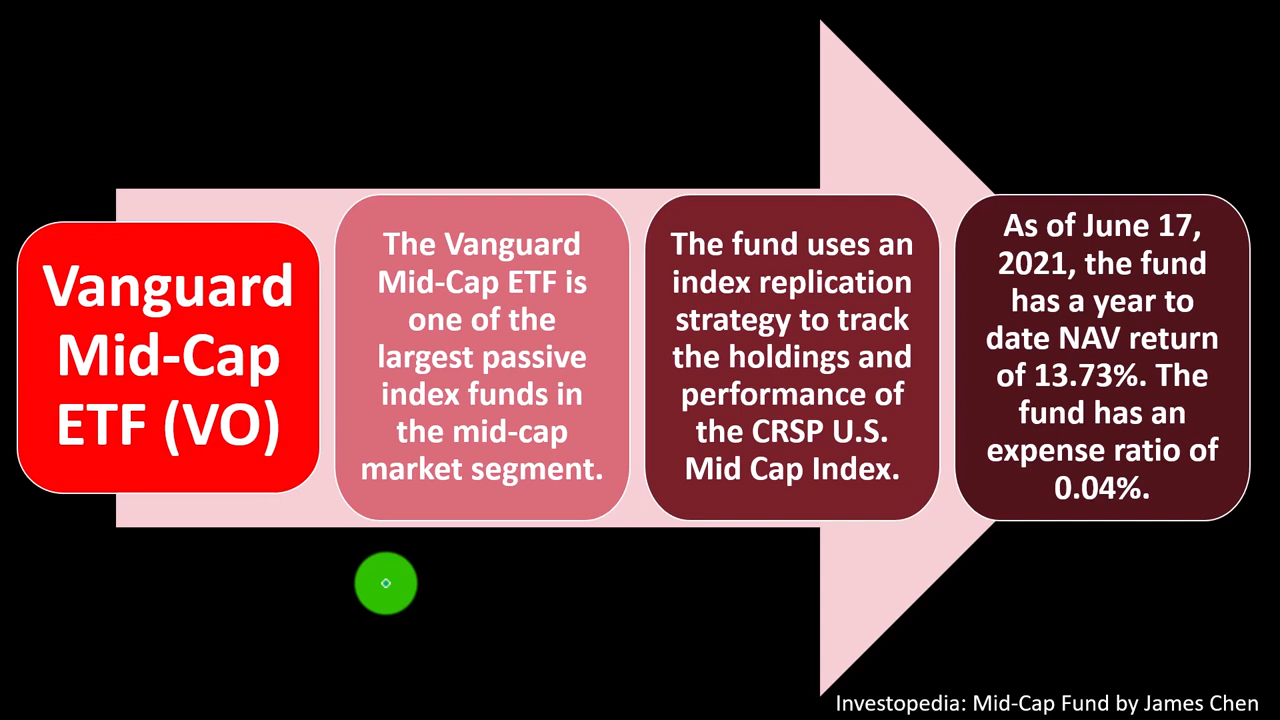 Vanguard
Mid-Cap
ETF (VO)
The Vanguard
Mid-Cap ETF is
one of the
largest passive
index funds in
the mid-cap
market segment.
The fund uses an
index replication
strategy to track
the holdings and
performance of
the CRSP U.S.
Mid Cap Index.
As of June 17,
2021, the fund
has a year to
date NAV return
of 13.73%. The
fund has an
expense ratio of
0.04%.
Investopedia: Mid-Cap Fund by James Chen